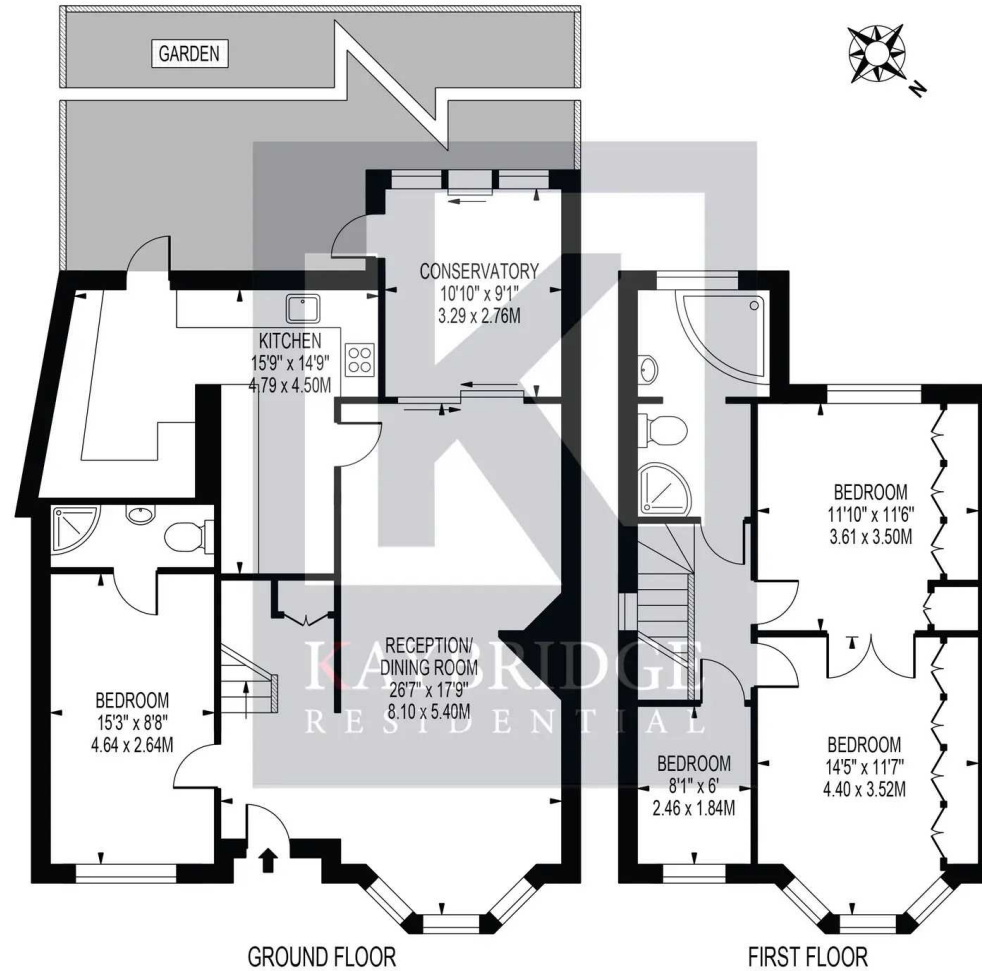 GARDEN
N
CONSERVATORY
10'10" x 9'1"
3.29 x 2.76M
KITCHEN
15'9" x 14'9"
4.79 x 4.50M
RECEPTION/
DINING ROOM
26'7" x 17'9"
8.10 x 5.40M
BEDROOM
15'3" x 8'8"
4.64 x 2.64M
BEDROOM
11'10" x 11'6"
3.61 x 3.50M
BEDROOM
14'5" x 11'7"
4.40 x 3.52M
BEDROOM
8'1" x 6'
2.46 x 1.84M
K
KAYBRIDGE
RESIDENTIAL
GROUND FLOOR
FIRST FLOOR